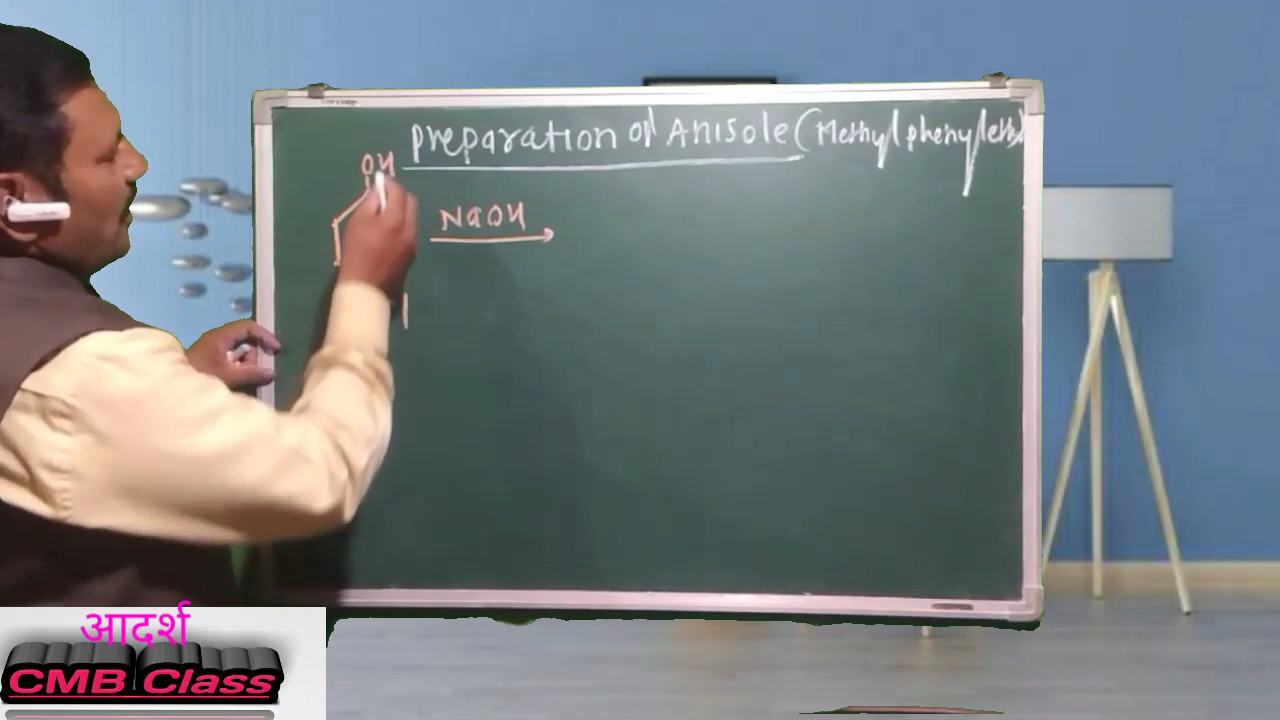 Preparation of Anisole (Methyl phenyl ether
OH
NaOH
आदर्श
CMB Class